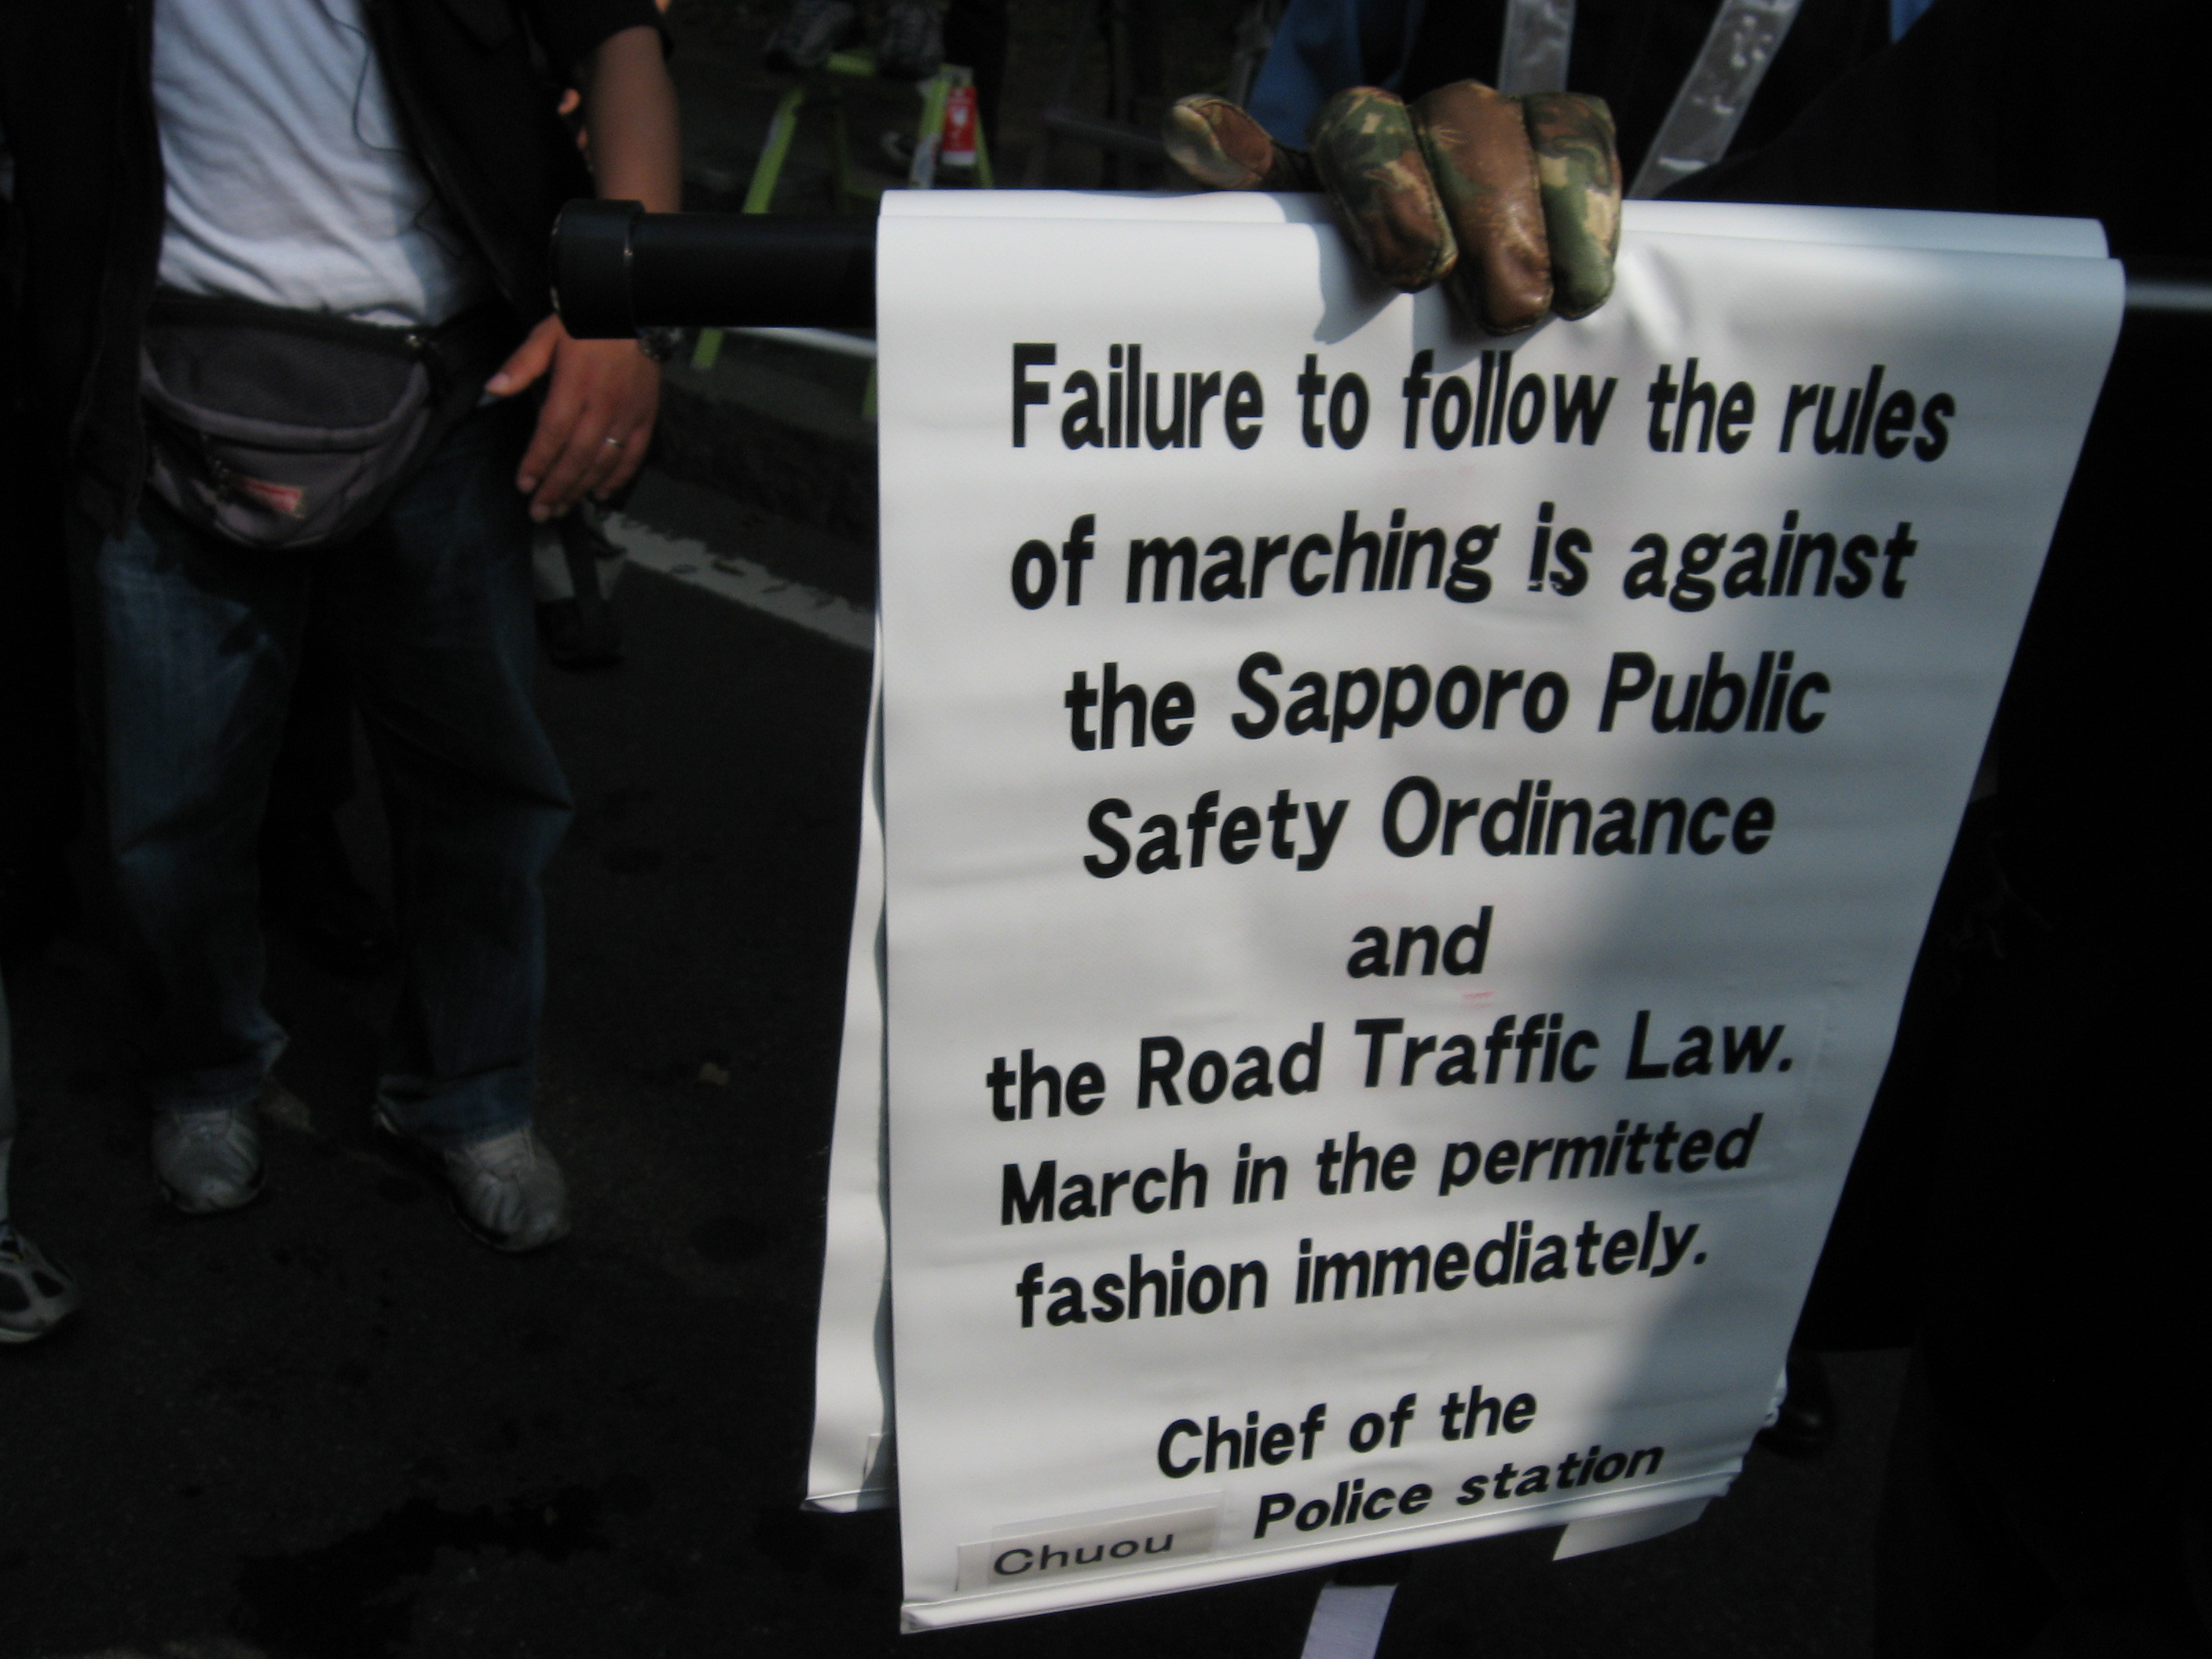 Failure to follow the rules
of marching is against
the Sapporo Public
Safety Ordinance
and
the Road Traffic Law.
March in the permitted
fashion immediately.
Chief of the
Chuou Police station